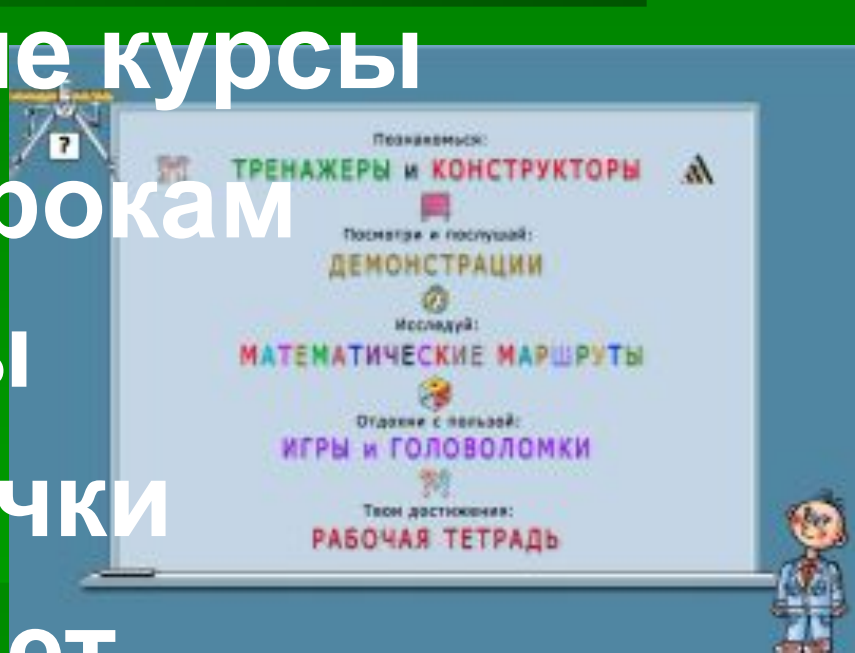 е курсы
рокам
ы
чки
ет
?
Познакомься:
ТРЕНАЖЕРЫ и КОНСТРУКТОРЫ
Посмотри и послушай:
ДЕМОНСТРАЦИИ
Исследуй:
МАТЕМАТИЧЕСКИЕ МАРШРУТЫ
Отдохни с пользой:
ИГРЫ и ГОЛОВОЛОМКИ
Твои достижения:
РАБОЧАЯ ТЕТРАДЬ